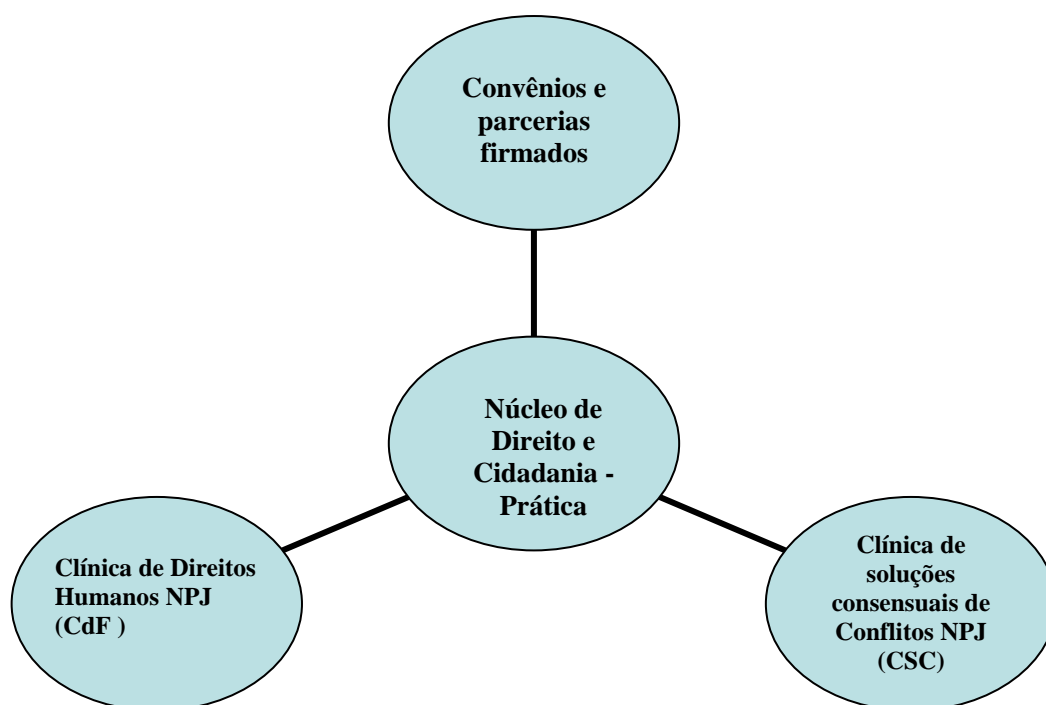 Convênios e
parcerias
firmados
Núcleo de
Direito e
Cidadania -
Prática
Clínica de Direitos
Humanos NPJ
(CdF )
Clínica de
soluções
consensuais de
Conflitos NPJ
(CSC)